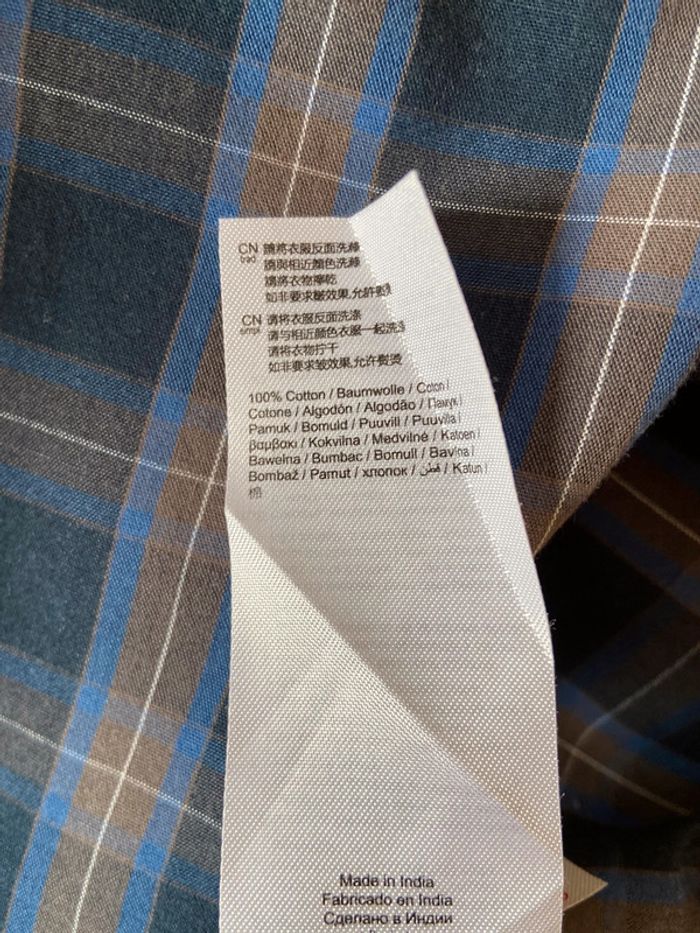 CN
trad
請將衣服反面洗滌
請與相近顏色洗滌
請將衣物擰乾
如非要求皺效果,允許熨
CN
simpl
请将衣服反面洗涤
请与相近颜色衣服一起洗
请将衣物拧干
如非要求皱效果,允许熨烫
100% Cotton / Baumwolle / Coton /
Cotone / Algodón / Algodão / Памук /
Pamuk / Bomuld / Puuvill / Puuvilla /
βαμβακι / Kokvilna / Medvilnė / Katoen /
Bawełna / Bumbac / Bomull / Bavlna /
Bombaž / Pamut / хлопок / قطن / Katun /
棉
Made in India
Fabricado en India
Сделано в Индии